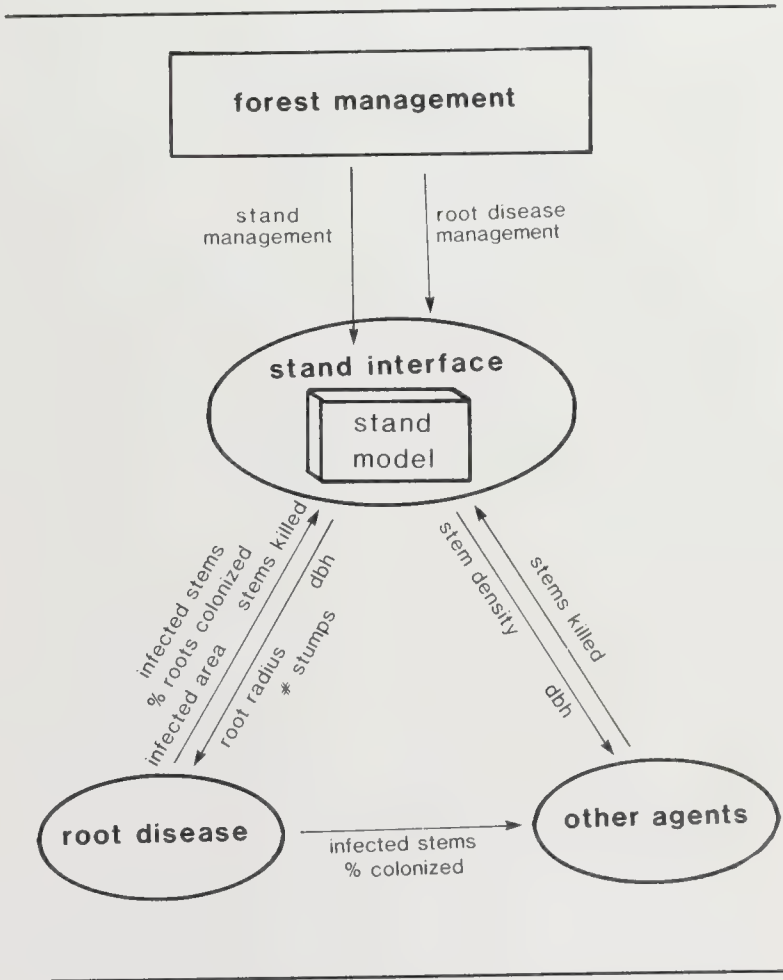 forest management
stand
management
root disease
management
stand interface
stand
model
infected stems
% roots colonized
infected area
stems killed
dbh
root radius
* stumps
stem density
dbh
stems killed
root disease
infected stems
% colonized
other agents